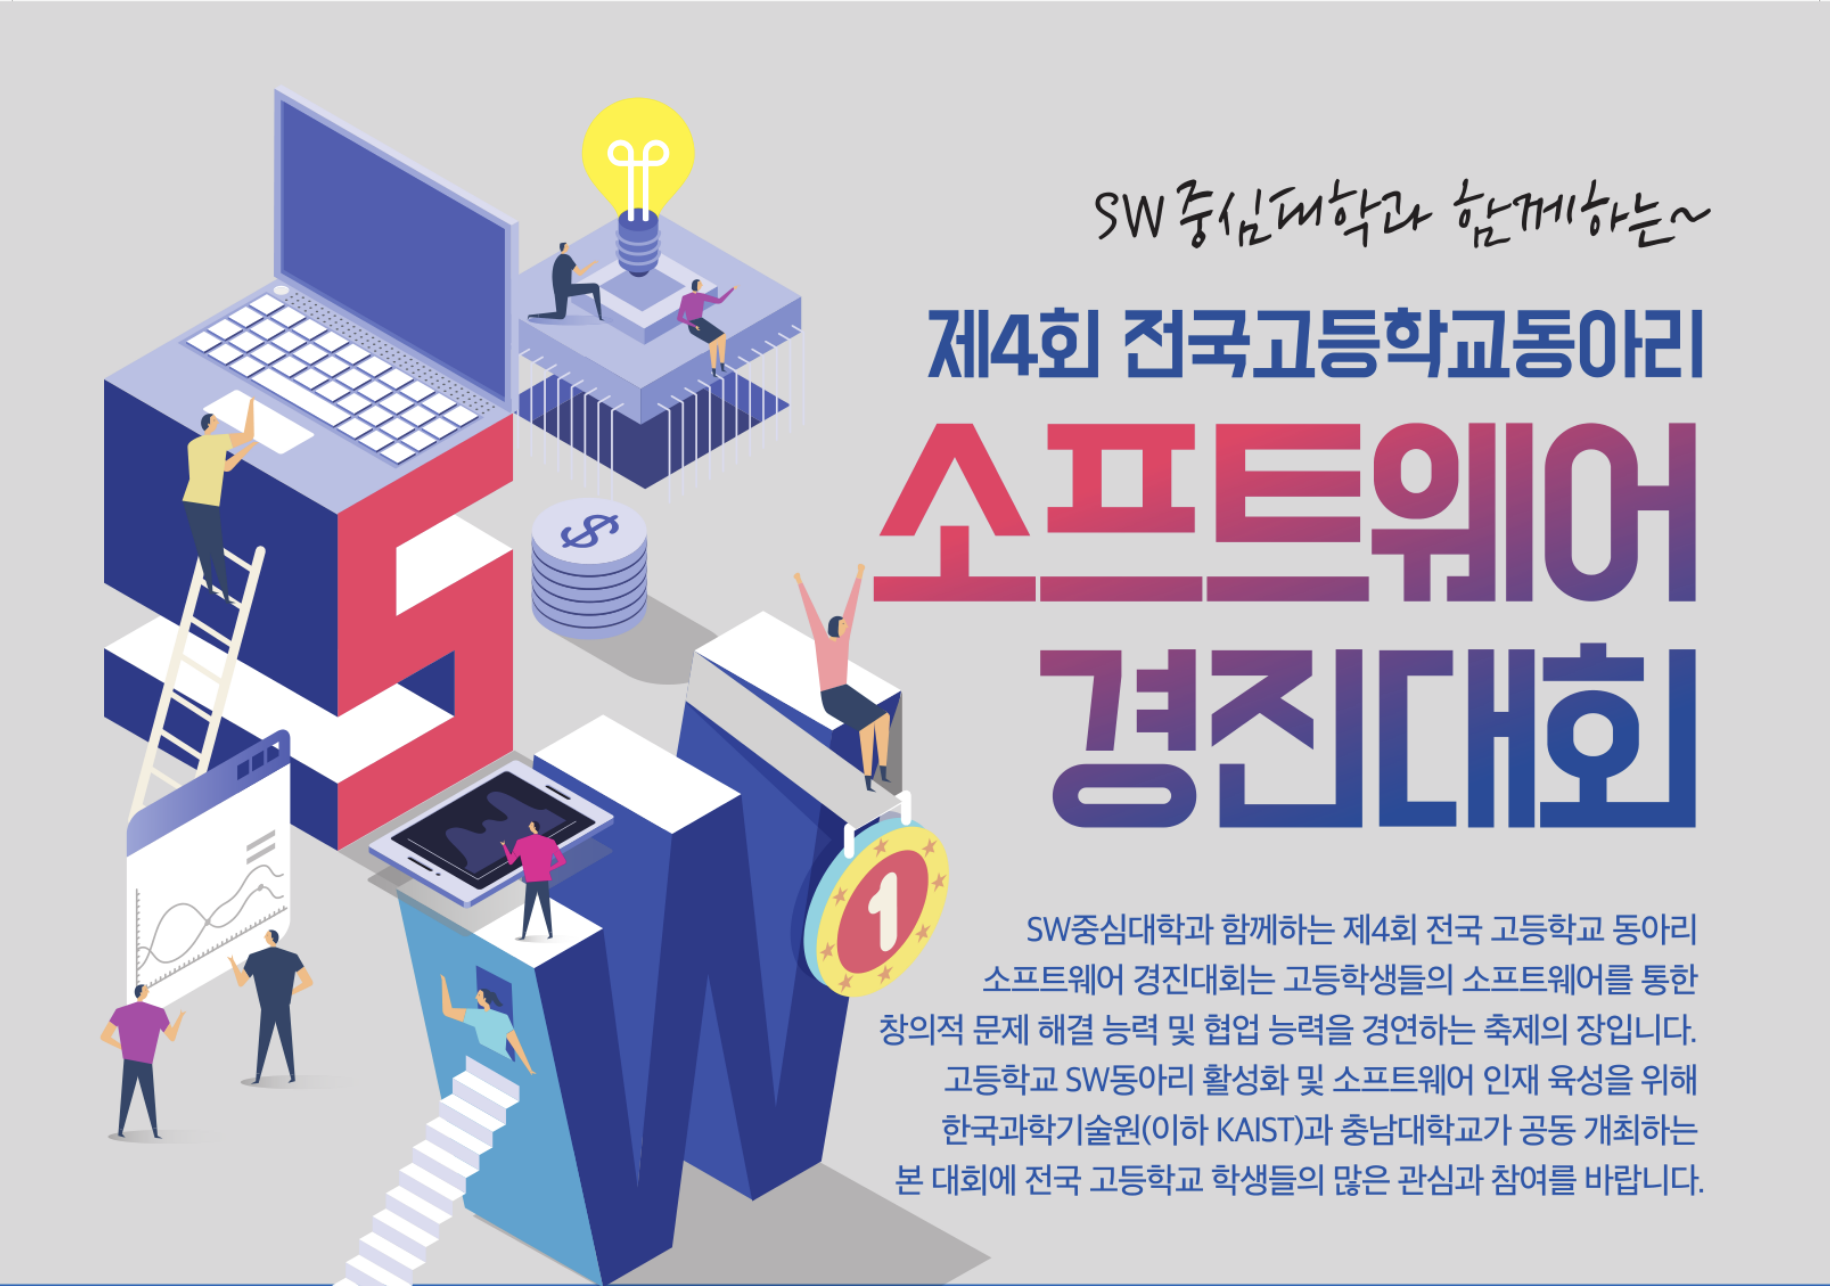 SW중심대학과 함께하는~
제4회 전국고등학교동아리
소프트웨어
경진대회
SW중심대학과 함께하는 제4회 전국 고등학교 동아리
소프트웨어 경진대회는 고등학생들의 소프트웨어를 통한
창의적 문제 해결 능력 및 협업 능력을 경연하는 축제의 장입니다.
고등학교 SW동아리 활성화 및 소프트웨어 인재 육성을 위해
한국과학기술원(이하 KAIST)과 충남대학교가 공동 개최하는
본 대회에 전국 고등학교 학생들의 많은 관심과 참여를 바랍니다.
$
SW
1